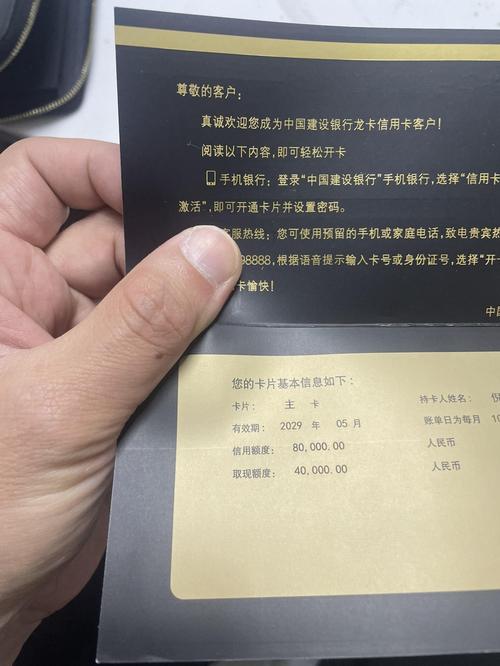 尊敬的客户：
真诚欢迎您成为中国建设银行龙卡信用卡客户！
阅读以下内容，即可轻松开卡
手机银行：登录“中国建设银行”手机银行，选择“信用卡
激活”，即可开通卡片并设置密码。
客服热线：您可使用预留的手机或家庭电话，致电贵宾热
98888，根据语音提示输入卡号或身份证号，选择“开卡
卡愉快！
中国
您的卡片基本信息如下：
卡片： 主 卡 持卡人姓名：
有效期： 2029 年 05 月 账单日为每月 10
信用额度： 80,000.00 人民币
取现额度： 40,000.00 人民币